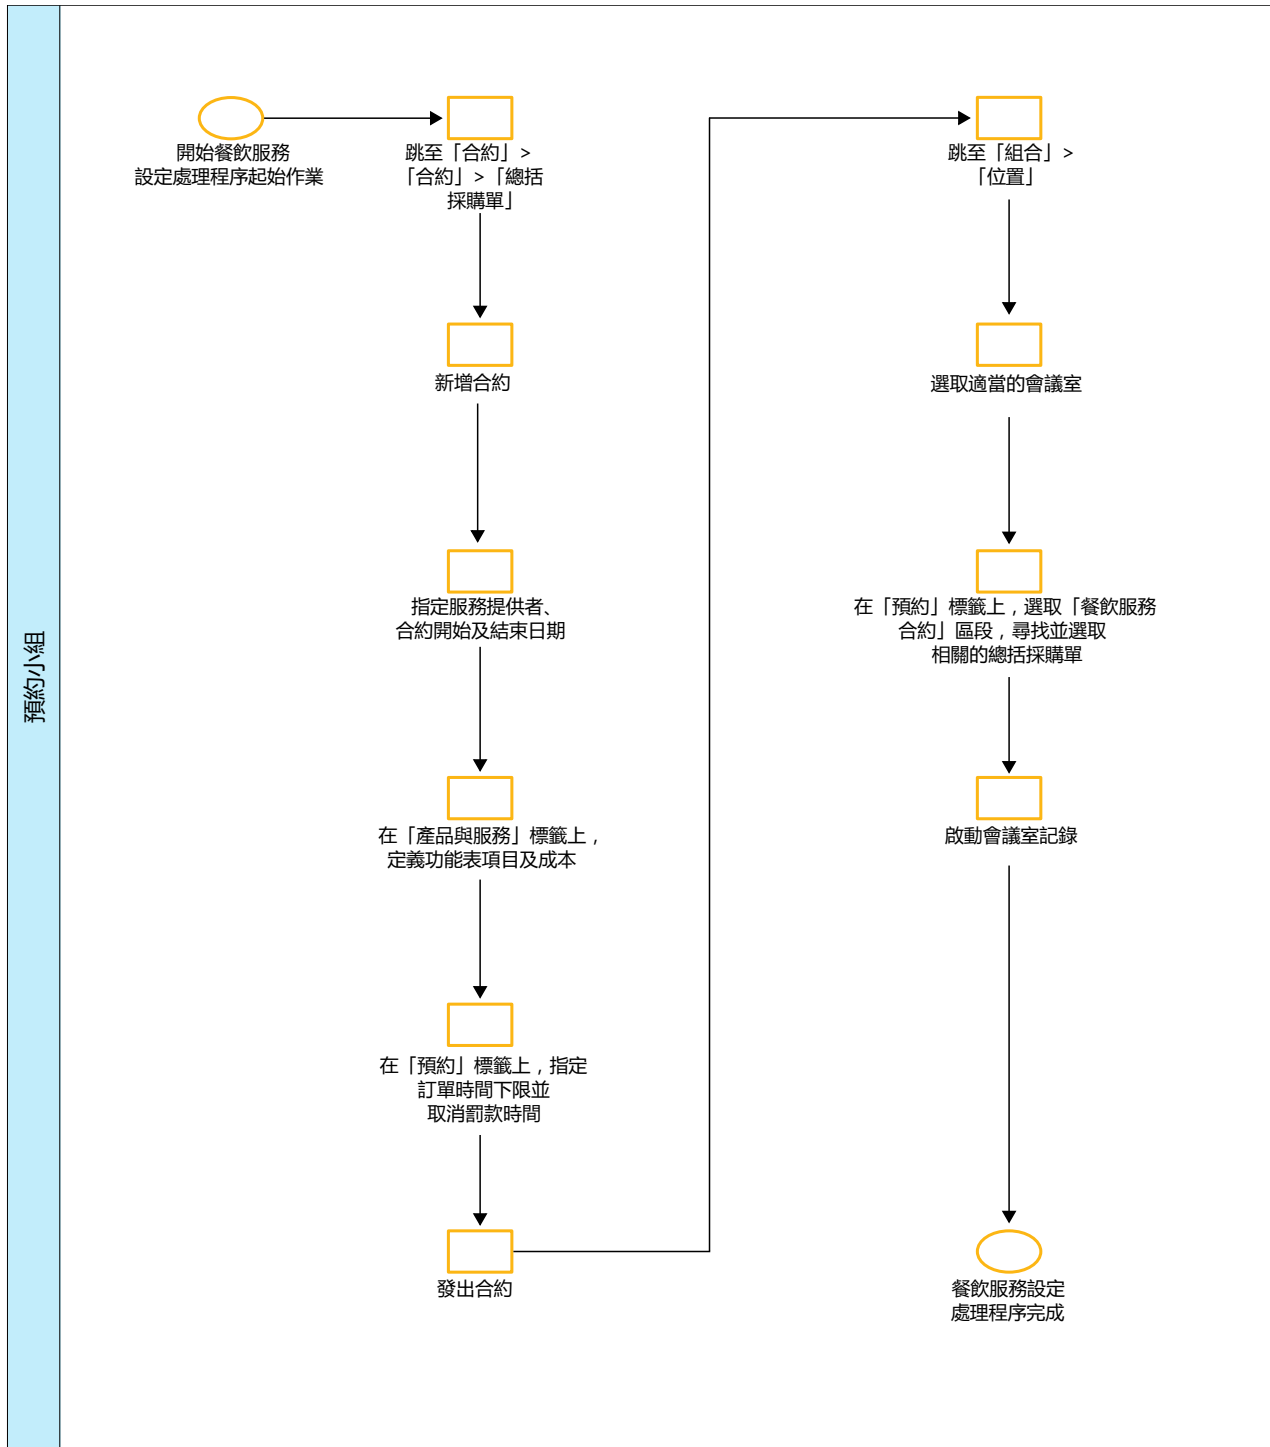 預約小組
開始餐飲服務
設定處理程序起始作業
跳至「合約」>
「合約」>「總括
採購單」
新增合約
指定服務提供者、
合約開始及結束日期
在「產品與服務」標籤上，
定義功能表項目及成本
在「預約」標籤上，指定
訂單時間下限並
取消罰款時間
發出合約
跳至「組合」>
「位置」
選取適當的會議室
在「預約」標籤上，選取「餐飲服務
合約」區段，尋找並選取
相關的總括採購單
啟動會議室記錄
餐飲服務設定
處理程序完成